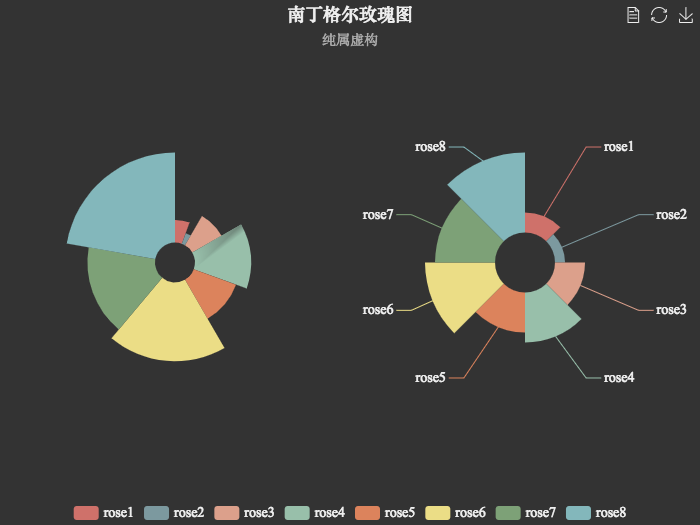 南丁格尔玫瑰图
纯属虚构
rose8
rose1
rose7
rose2
rose6
rose3
rose5
rose4
rose1 rose2 rose3 rose4 rose5 rose6 rose7 rose8